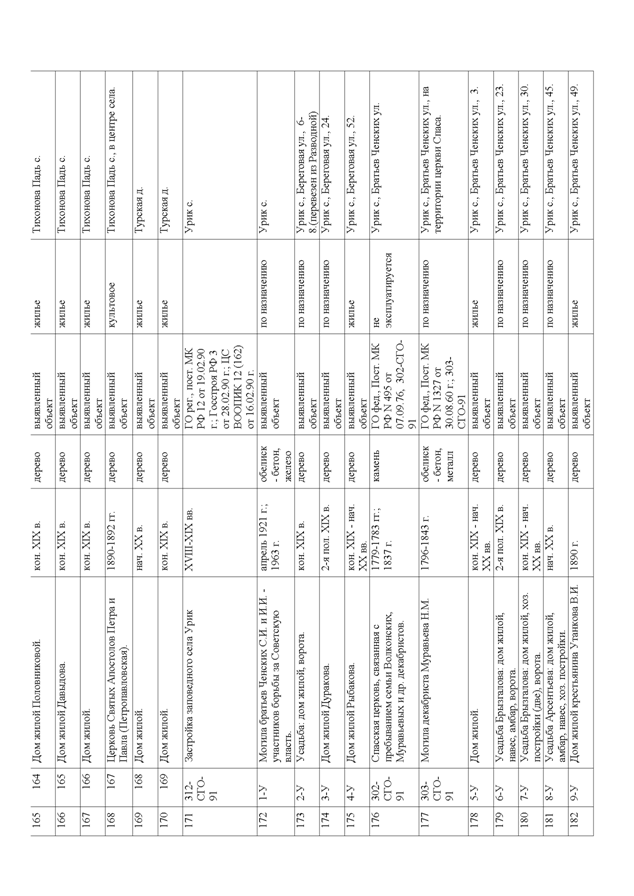 165 164 Дом жилой Половниковой. кон. XIX в. дерево выявленный объект жилье Тихонова Падь с.
166 165 Дом жилой Давыдова. кон. XIX в. дерево выявленный объект жилье Тихонова Падь с.
167 166 Дом жилой. кон. XIX в. дерево выявленный объект жилье Тихонова Падь с.
168 167 Церковь Святых Апостолов Петра и Павла (Петропавловская). 1890-1892 гг. дерево выявленный объект культовое Тихонова Падь с., в центре села.
169 168 Дом жилой. нач. XX в. дерево выявленный объект жилье Турская д.
170 169 Дом жилой. кон. XIX в. дерево выявленный объект жилье Турская д.
171 312-СГО-91 Застройка заповедного села Урик XVIII-XIX вв. ГО рег., пост. МК РФ 12 от 19.02.90 г.; Госстроя РФ 3 от 28.02.90 г.; ЦС ВООПИК 12 (162) от 16.02.90 г. Урик с.
172 1-У Могила братьев Ченских С.И. и И.И. - участников борьбы за Советскую власть. апрель 1921 г.; 1963 г. обелиск - бетон, железо выявленный объект по назначению Урик с.
173 2-У Усадьба: дом жилой, ворота. кон. XIX в. дерево выявленный объект по назначению Урик с., Береговая ул., 6-8.(перевезен из Разводной)
174 3-У Дом жилой Дуракова. 2-я пол. XIX в. дерево выявленный объект по назначению Урик с., Береговая ул., 24.
175 4-У Дом жилой Рыбакова. кон. XIX - нач. XX вв. дерево выявленный объект жилье Урик с., Береговая ул., 52.
176 302-СГО-91 Спасская церковь, связанная с пребыванием семьи Волконских, Муравьевых и др. декабристов. 1779-1783 гг.; 1837 г. камень ГО фед., Пост. МК РФ N 495 от 07.09.76, 302-СГО-91 не эксплуатируется Урик с., Братьев Ченских ул.
177 303-СГО-91 Могила декабриста Муравьева Н.М. 1796-1843 г. обелиск - бетон, металл ГО фед., Пост. МК РФ N 1327 от 30.08.60 г.; 303-СГО-91 по назначению Урик с., Братьев Ченских ул., на территории церкви Спаса.
178 5-У Дом жилой. кон. XIX - нач. XX вв. дерево выявленный объект жилье Урик с., Братьев Ченских ул., 3.
179 6-У Усадьба Брызгалова: дом жилой, навес, амбар, ворота. 2-я пол. XIX в. дерево выявленный объект по назначению Урик с., Братьев Ченских ул., 23.
180 7-У Усадьба Брызгалова: дом жилой, хоз. постройки (две), ворота. кон. XIX - нач. XX вв. дерево выявленный объект по назначению Урик с., Братьев Ченских ул., 30.
181 8-У Усадьба Арсентьева: дом жилой, амбар, навес, хоз. постройки. нач. XX в. дерево выявленный объект по назначению Урик с., Братьев Ченских ул., 45.
182 9-У Дом жилой крестьянина Утанкова В.И. 1890 г. дерево выявленный объект жилье Урик с., Братьев Ченских ул., 49.